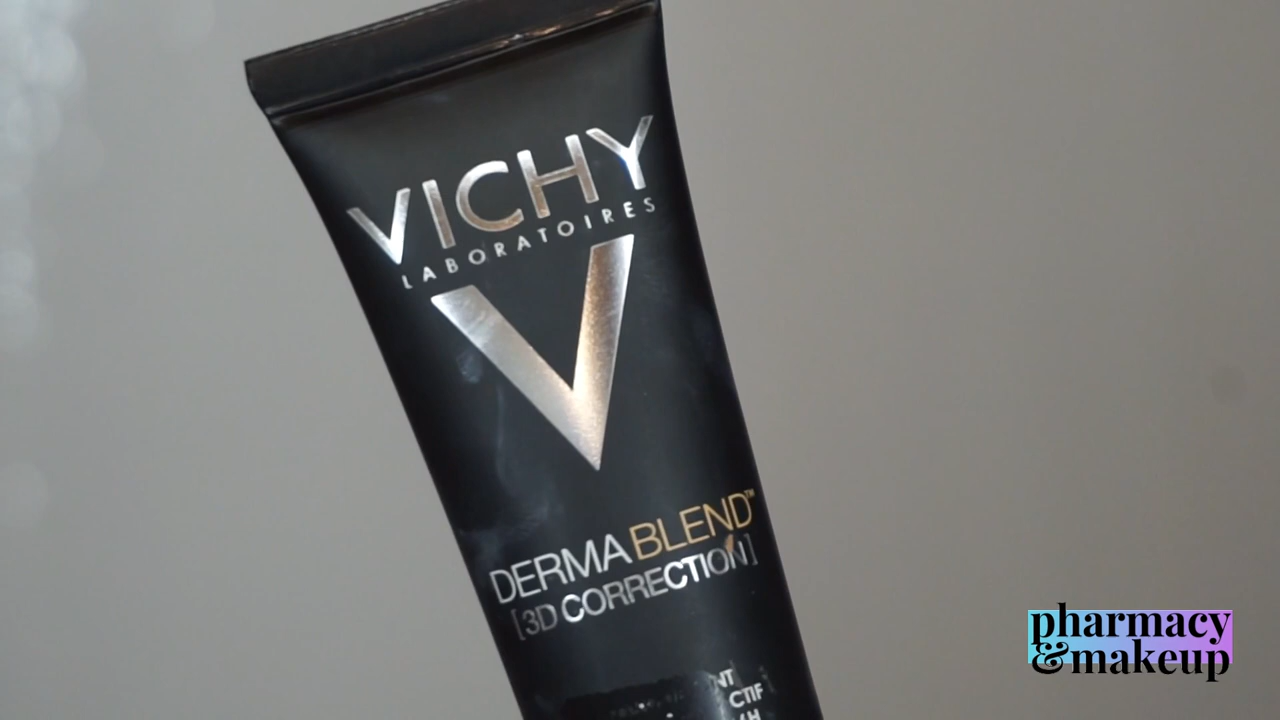 VICHY
LABORATOIRES
V
DERMABLEND™
[3D CORRECTION]
pharmacy
&makeup